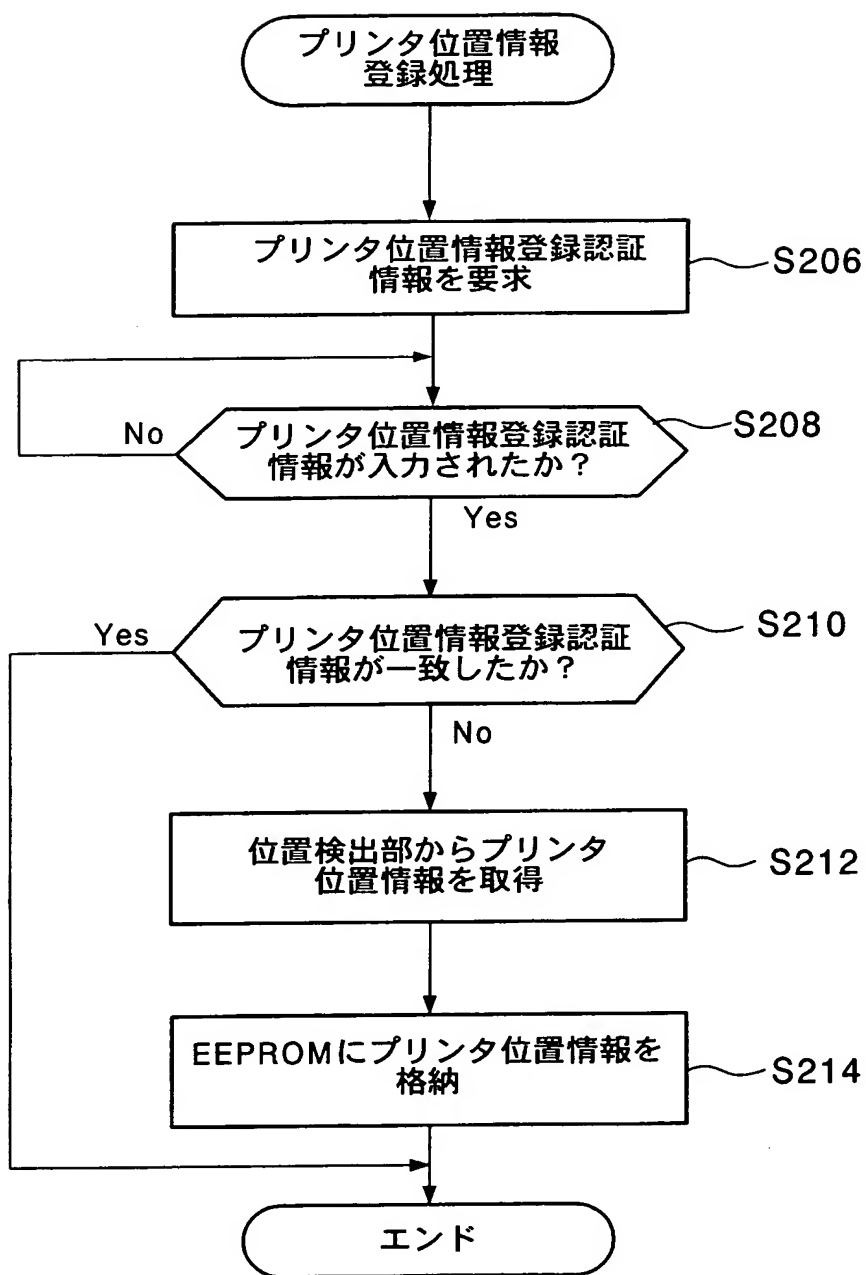 プリンタ位置情報
登録処理
プリンタ位置情報登録認証
情報を要求
S206
No
プリンタ位置情報登録認証
情報が入力されたか？
S208
Yes
Yes
プリンタ位置情報登録認証
情報が一致したか？
S210
No
位置検出部からプリンタ
位置情報を取得
S212
EEPROMにプリンタ位置情報を
格納
S214
エンド